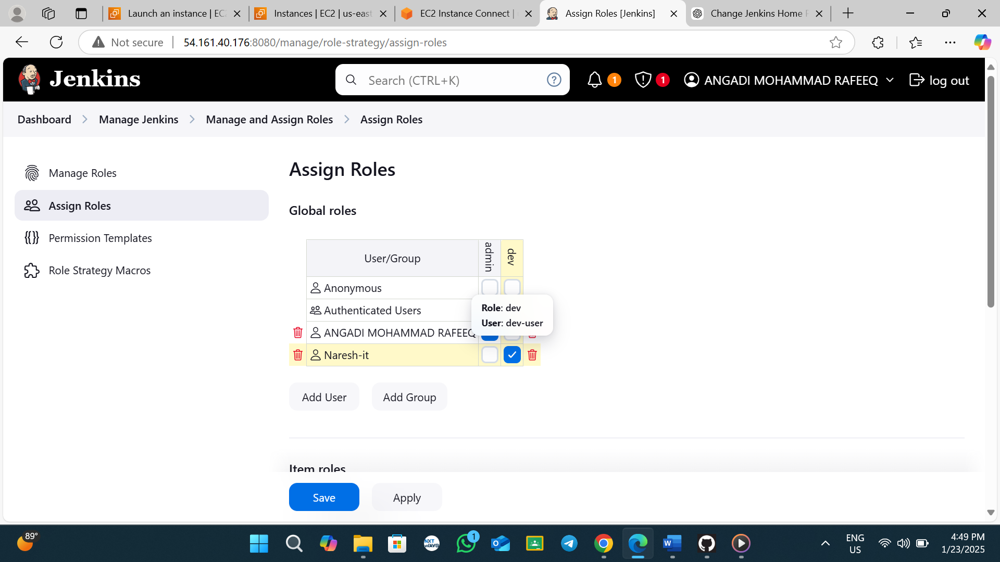 Launch an instance | EC2
Instances | EC2 | us-east
EC2 Instance Connect |
Assign Roles [Jenkins]
Change Jenkins Home P
Not secure
54.161.40.176:8080/manage/role-strategy/assign-roles
Jenkins
Search (CTRL+K)
1
1
ANGADI MOHAMMAD RAFEEQ
log out
Dashboard
Manage Jenkins
Manage and Assign Roles
Assign Roles
Manage Roles
Assign Roles
Permission Templates
Role Strategy Macros
Assign Roles
Global roles
User/Group
admin
dev
Anonymous
Authenticated Users
ANGADI MOHAMMAD RAFEEQ
Naresh-it
Role: dev
User: dev-user
Add User
Add Group
Item roles
Save
Apply
89°
NXT
WAVE
1
ENG
US
4:49 PM
1/23/2025